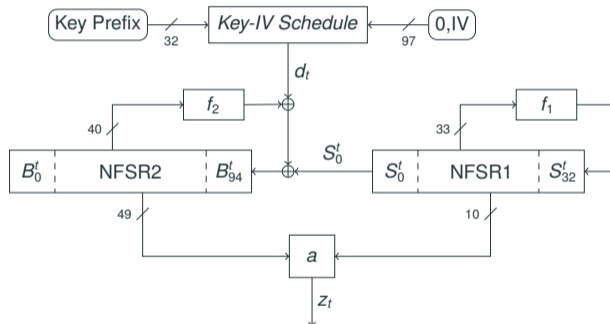 Key Prefix
32
Key-IV Schedule
97
0,IV
d_t
f_2
f_1
40
33
B_0^t
NFSR2
B_94^t
S_0^t
S_0^t
NFSR1
S_32^t
49
10
a
z_t